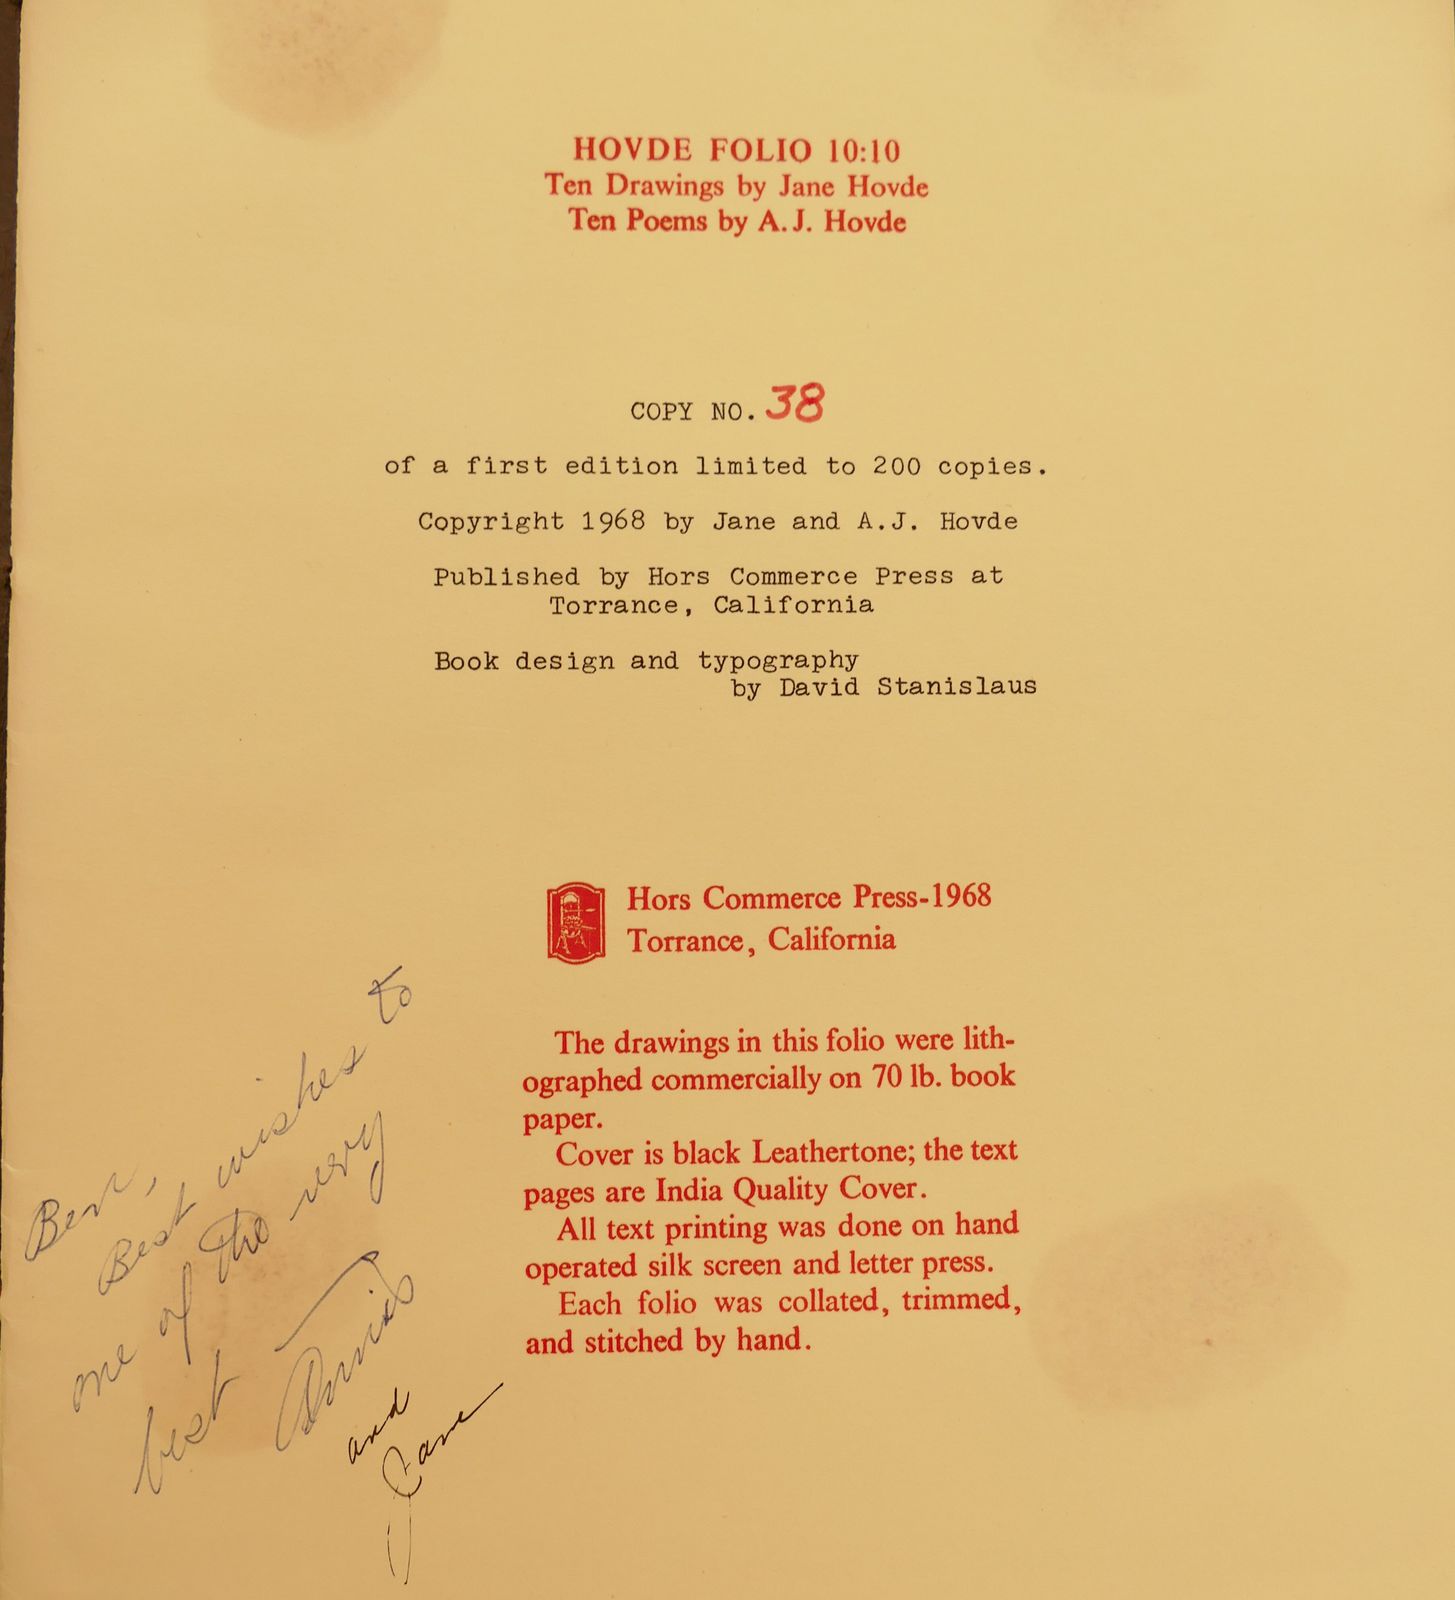 HOVDE FOLIO 10:10
Ten Drawings by Jane Hovde
Ten Poems by A.J. Hovde
COPY NO. 38
of a first edition limited to 200 copies.
Copyright 1968 by Jane and A.J. Hovde
Published by Hors Commerce Press at
Torrance, California
Book design and typography
by David Stanislaus
Hors Commerce Press-1968
Torrance, California
The drawings in this folio were lith-
ographed commercially on 70 lb. book
paper.
Cover is black Leathertone; the text
pages are India Quality Cover.
All text printing was done on hand
operated silk screen and letter press.
Each folio was collated, trimmed,
and stitched by hand.
Ben,
Best wishes to
one of the very
best
and
Jane